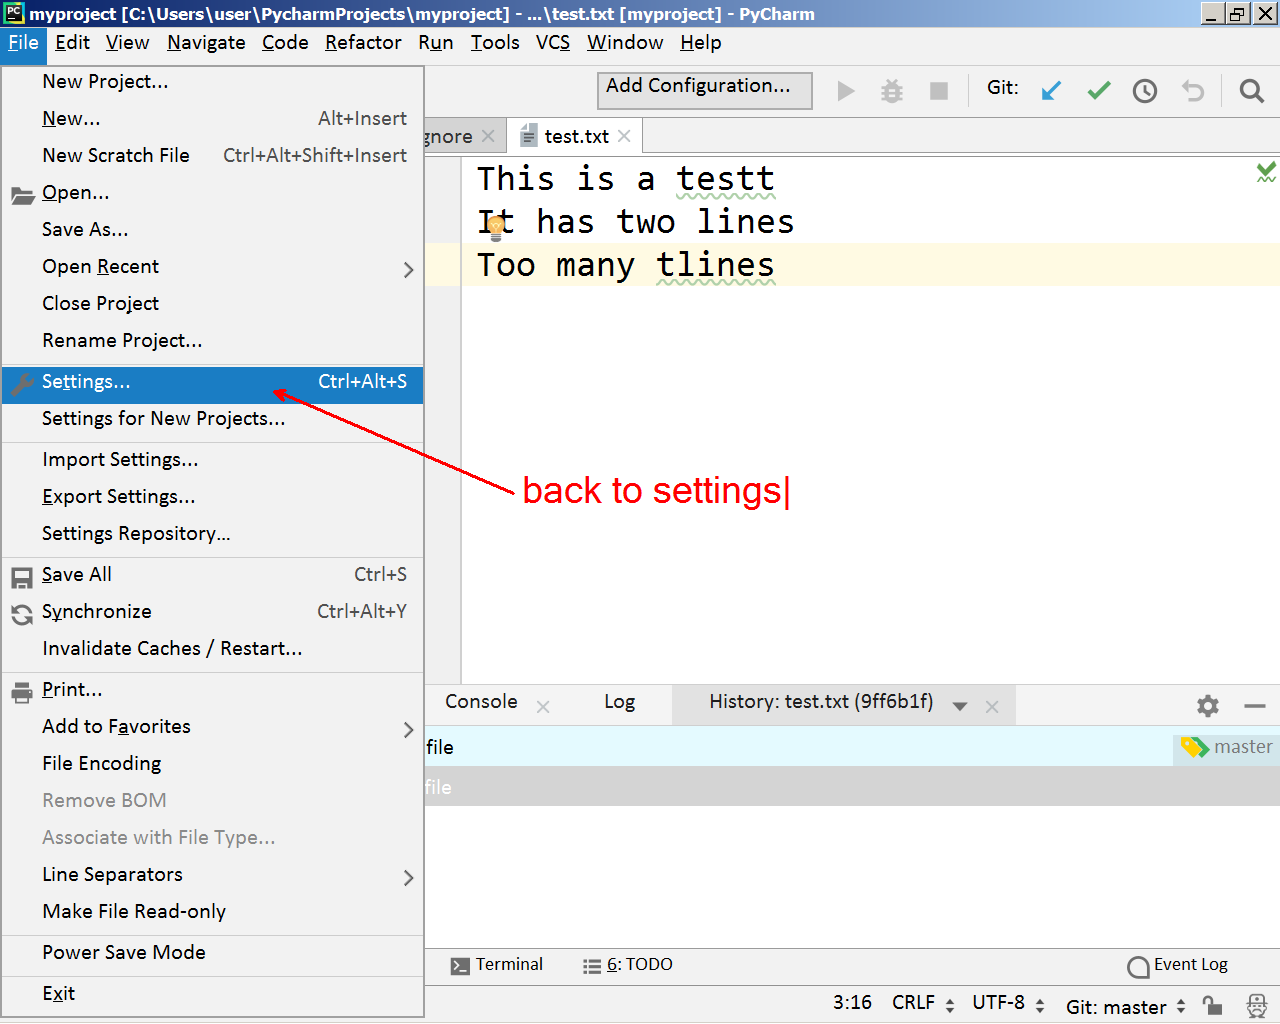 myproject [C:\Users\user\PycharmProjects\myproject] - ...\test.txt [myproject] - PyCharm
File Edit View Navigate Code Refactor Run Tools VCS Window Help
New Project...
New... Alt+Insert
New Scratch File Ctrl+Alt+Shift+Insert
Open...
Save As...
Open Recent
Close Project
Rename Project...
Settings... Ctrl+Alt+S
Settings for New Projects...
Import Settings...
Export Settings...
Settings Repository...
Save All Ctrl+S
Synchronize Ctrl+Alt+Y
Invalidate Caches / Restart...
Print...
Add to Favorites
File Encoding
Remove BOM
Associate with File Type...
Line Separators
Make File Read-only
Power Save Mode
Exit
Add Configuration... Git:
gnore test.txt
This is a testt
It has two lines
Too many tlines
back to settings|
Console Log History: test.txt (9ff6b1f)
file master
file
Terminal 6: TODO Event Log
3:16 CRLF UTF-8 Git: master